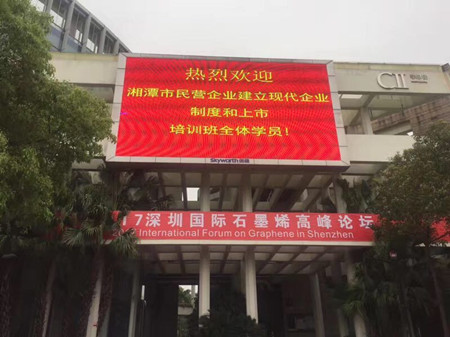 热烈欢迎
湘潭市民营企业建立现代企业
制度和上市
培训班全体学员!
CII
Skyworth
17深圳国际石墨烯高峰论坛
International Forum on Graphene in Shenzhen